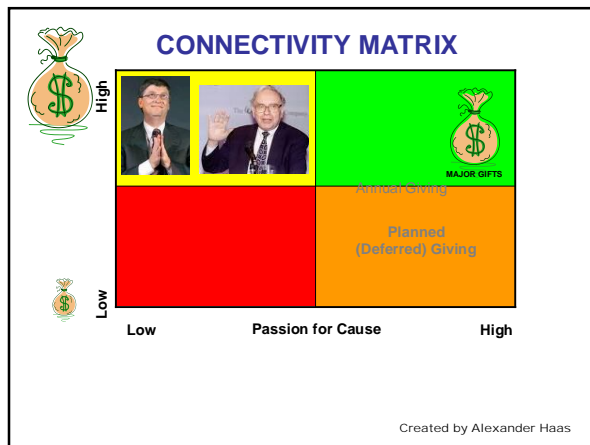 CONNECTIVITY MATRIX
High
$
$
MAJOR GIFTS
Annual Giving
Planned
(Deferred) Giving
$
Low
Low Passion for Cause High
Created by Alexander Haas